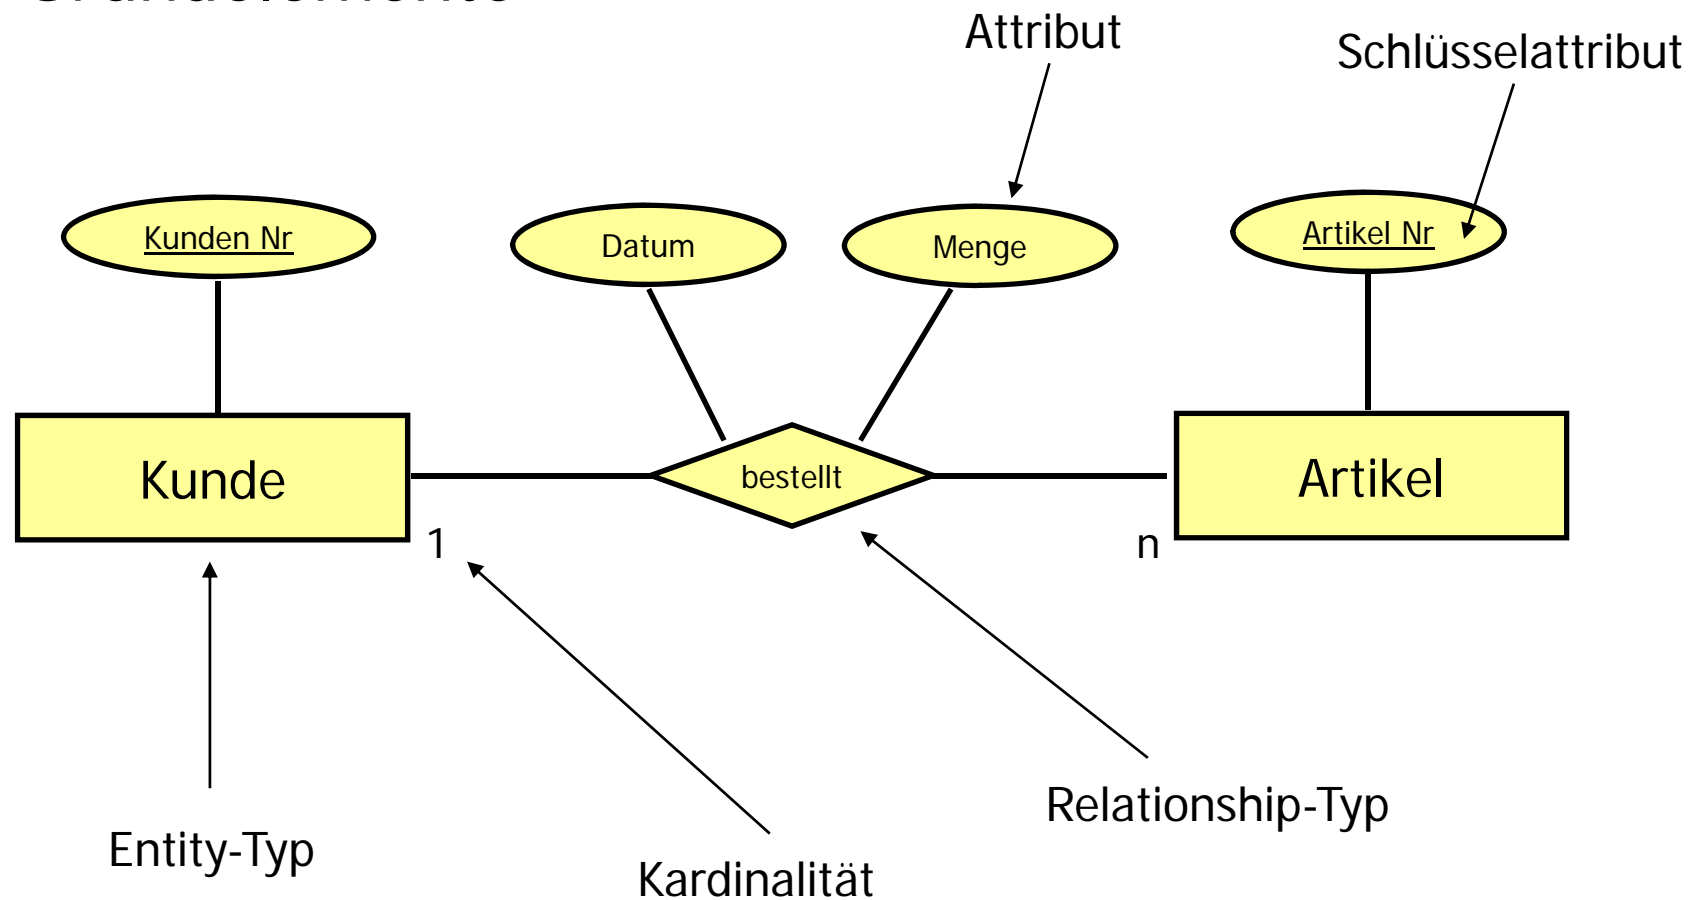 Attribut
Schlüsselattribut
Kunden Nr
Datum
Menge
Artikel Nr
Kunde
bestellt
Artikel
1
n
Relationship-Typ
Entity-Typ
Kardinalität